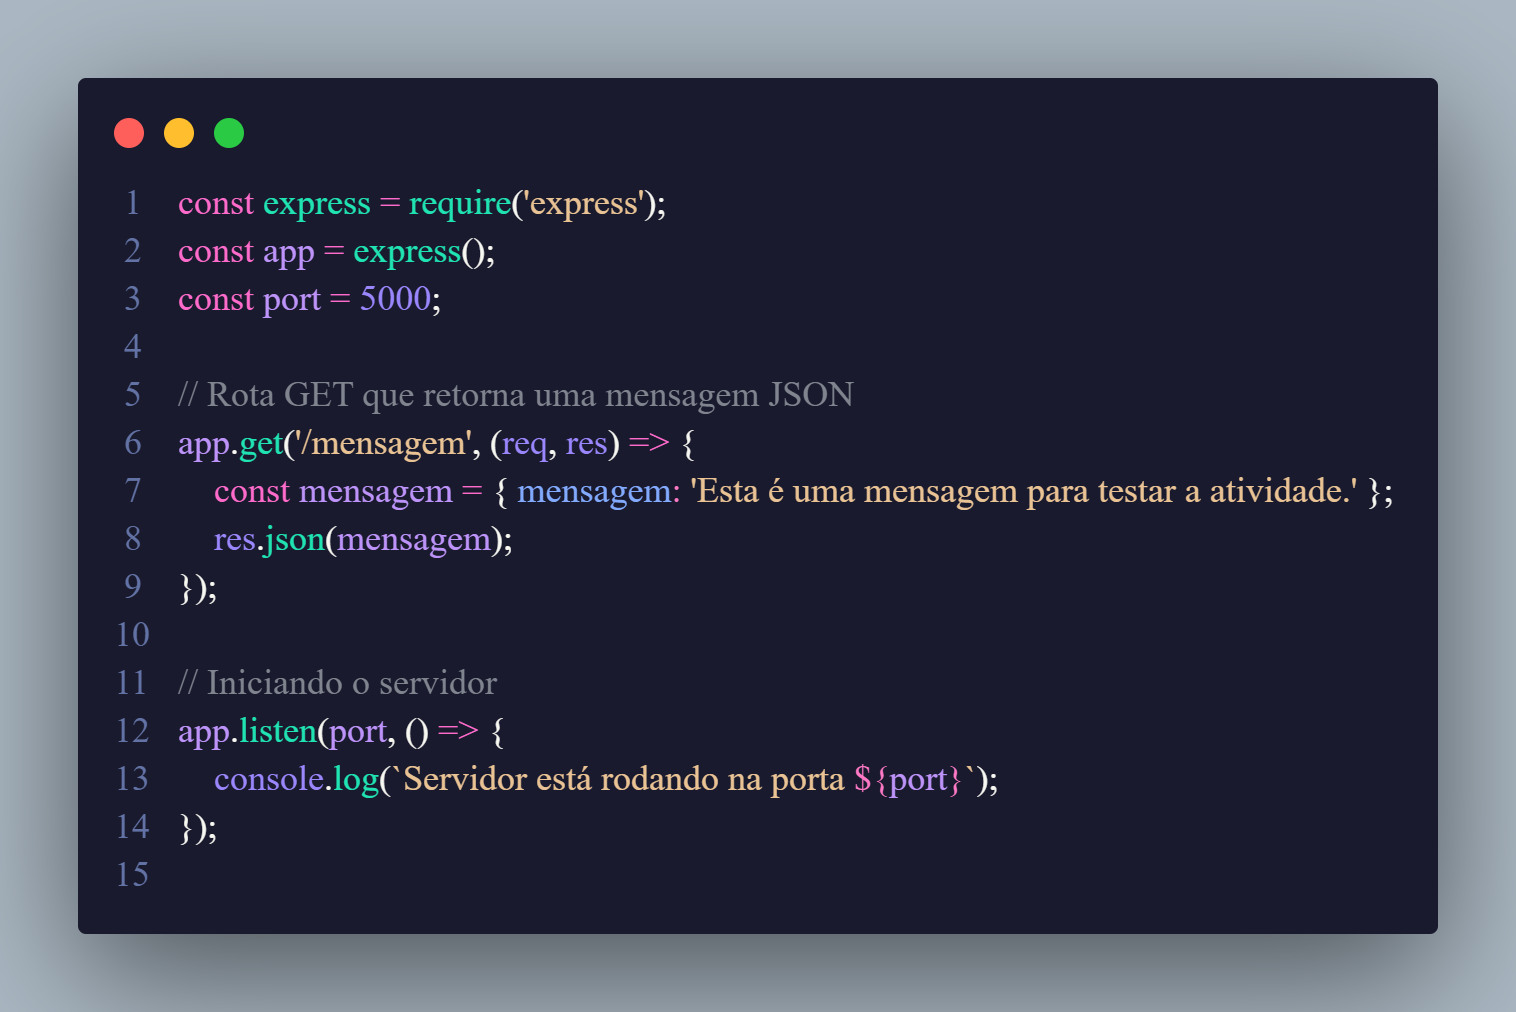 1 const express = require('express');
2 const app = express();
3 const port = 5000;
4
5 // Rota GET que retorna uma mensagem JSON
6 app.get('/mensagem', (req, res) => {
7     const mensagem = { mensagem: 'Esta é uma mensagem para testar a atividade.' };
8     res.json(mensagem);
9 });
10
11 // Iniciando o servidor
12 app.listen(port, () => {
13     console.log(`Servidor está rodando na porta ${port}`);
14 });
15